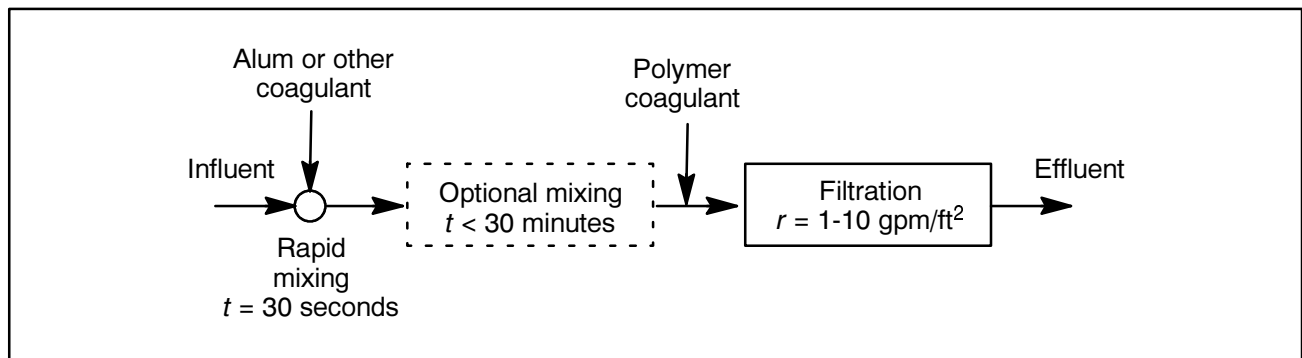 Alum or other
coagulant
Influent
Rapid
mixing
t = 30 seconds
Optional mixing
t < 30 minutes
Polymer
coagulant
Filtration
r = 1-10 gpm/ft²
Effluent